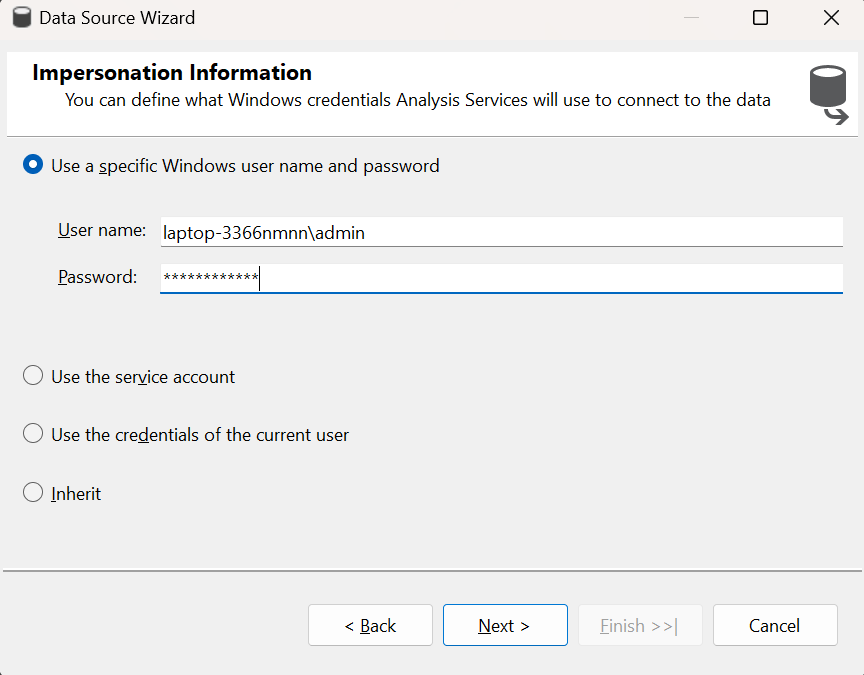 Data Source Wizard
Impersonation Information
You can define what Windows credentials Analysis Services will use to connect to the data
Use a specific Windows user name and password
User name: laptop-3366nmnn\admin
Password: ************
Use the service account
Use the credentials of the current user
Inherit
< Back Next > Finish >>| Cancel